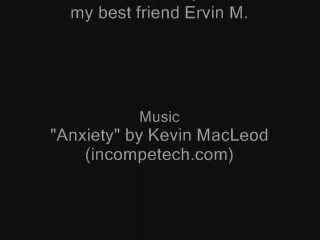 my best friend Ervin M.
Music
"Anxiety" by Kevin MacLeod
(incompetech.com)